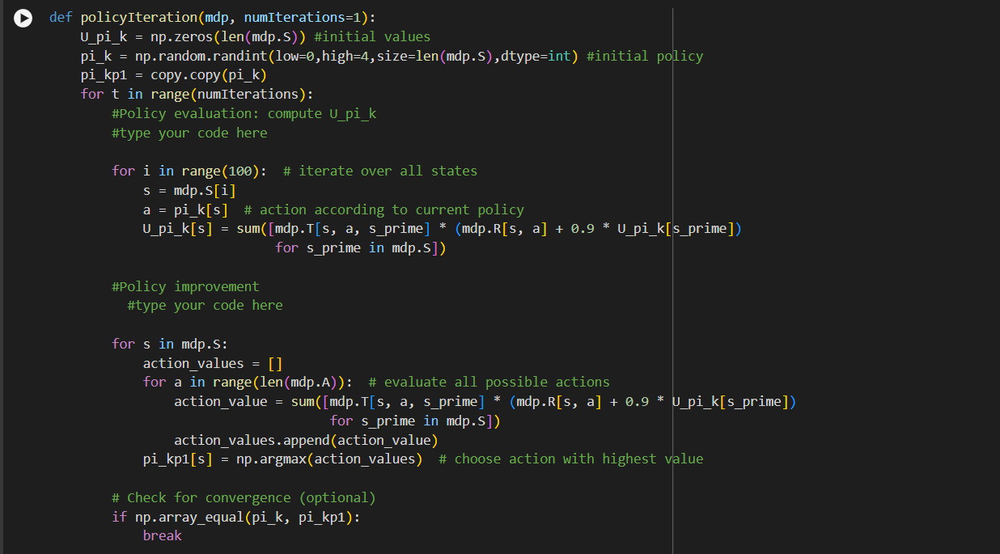 def policyIteration(mdp, numIterations=1):
U_pi_k = np.zeros(len(mdp.S)) #initial values
pi_k = np.random.randint(low=0,high=4,size=len(mdp.S),dtype=int) #initial policy
pi_kp1 = copy.copy(pi_k)
for t in range(numIterations):
#Policy evaluation: compute U_pi_k
#type your code here
for i in range(100):  # iterate over all states
s = mdp.S[i]
a = pi_k[s]  # action according to current policy
U_pi_k[s] = sum([mdp.T[s, a, s_prime] * (mdp.R[s, a] + 0.9 * U_pi_k[s_prime])
for s_prime in mdp.S])
#Policy improvement
#type your code here
for s in mdp.S:
action_values = []
for a in range(len(mdp.A)):  # evaluate all possible actions
action_value = sum([mdp.T[s, a, s_prime] * (mdp.R[s, a] + 0.9 * U_pi_k[s_prime])
for s_prime in mdp.S])
action_values.append(action_value)
pi_kp1[s] = np.argmax(action_values)  # choose action with highest value
# Check for convergence (optional)
if np.array_equal(pi_k, pi_kp1):
break